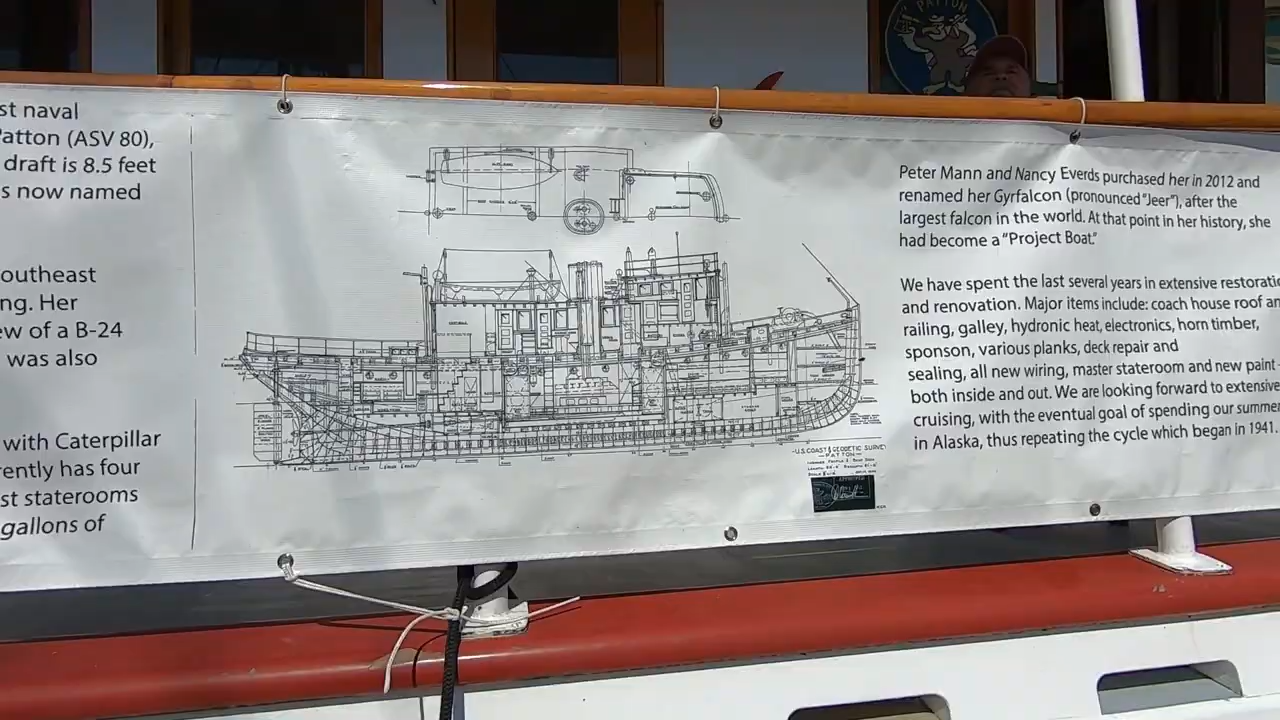 PATTON
st naval
Patton (ASV 80),
draft is 8.5 feet
s now named
outheast
ng. Her
ew of a B-24
was also
with Caterpillar
rently has four
st staterooms
gallons of
U.S. COAST & GEODETIC SURVEY
-PATTON-
Peter Mann and Nancy Everds purchased her in 2012 and
renamed her Gyrfalcon (pronounced "Jeer"), after the
largest falcon in the world. At that point in her history, she
had become a "Project Boat."
We have spent the last several years in extensive restoratio
and renovation. Major items include: coach house roof an
railing, galley, hydronic heat, electronics, horn timber,
sponson, various planks, deck repair and
sealing, all new wiring, master stateroom and new paint -
both inside and out. We are looking forward to extensive
cruising, with the eventual goal of spending our summe
in Alaska, thus repeating the cycle which began in 1941.